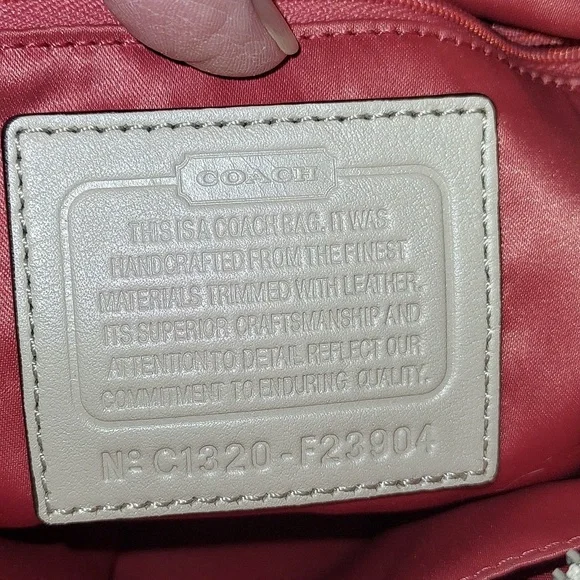 COACH
THIS IS A COACH BAG. IT WAS
HANDCRAFTED FROM THE FINEST
MATERIALS TRIMMED WITH LEATHER.
ITS SUPERIOR CRAFTSMANSHIP AND
ATTENTION TO DETAIL REFLECT OUR
COMMITMENT TO ENDURING QUALITY.
Nº C1320-F23904